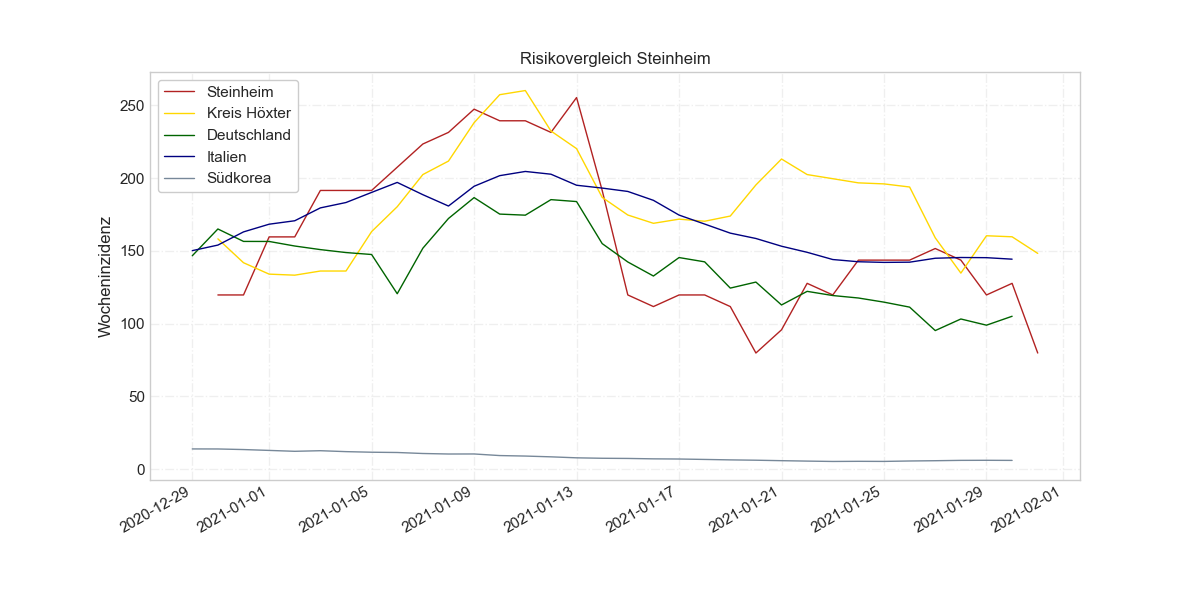 Risikovergleich Steinheim
Steinheim
Kreis Höxter
Deutschland
Italien
Südkorea
Wocheninzidenz
250
200
150
100
50
0
2020-12-29
2021-01-01
2021-01-05
2021-01-09
2021-01-13
2021-01-17
2021-01-21
2021-01-25
2021-01-29
2021-02-01